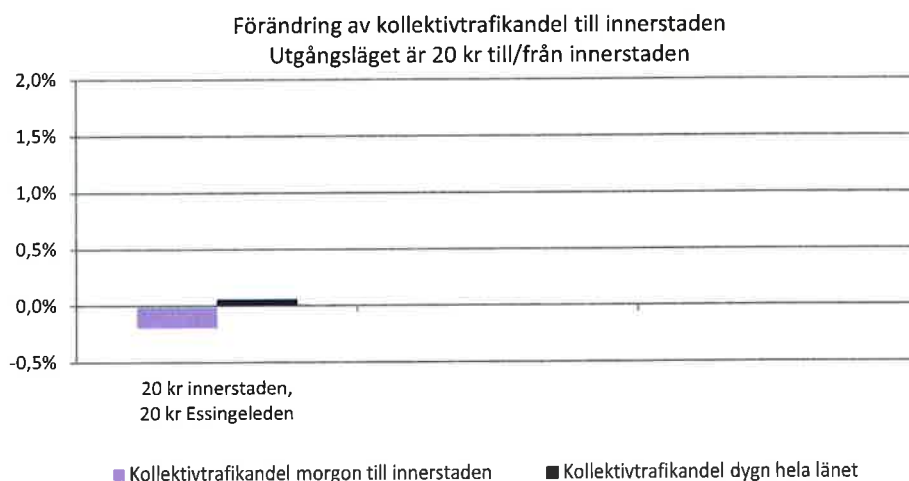 Förändring av kollektivtrafikandel till innerstaden
Utgångsläget är 20 kr till/från innerstaden
2,0%
1,5%
1,0%
0,5%
0,0%
-0,5%
20 kr innerstaden,
20 kr Essingeleden
Kollektivtrafikandel morgon till innerstaden
Kollektivtrafikandel dygn hela länet